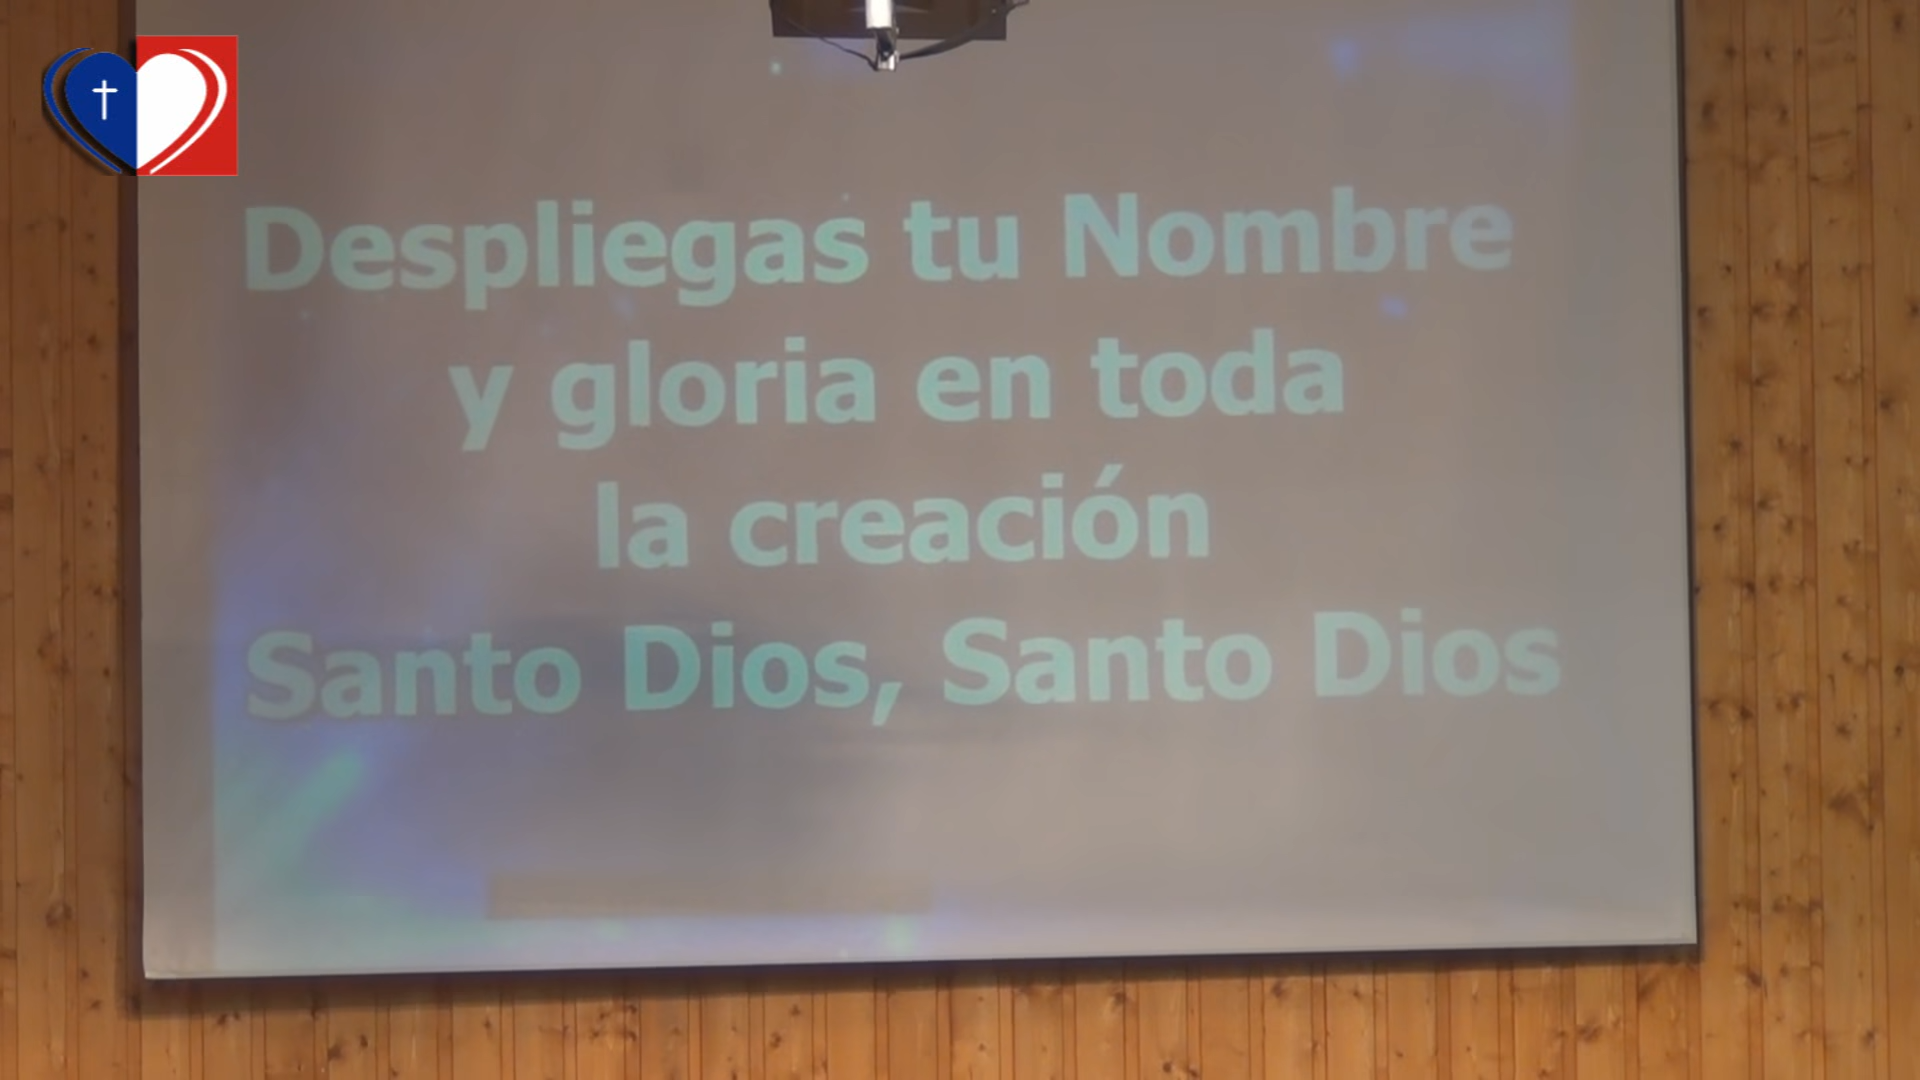 Despliegas tu Nombre
y gloria en toda
la creación
Santo Dios, Santo Dios